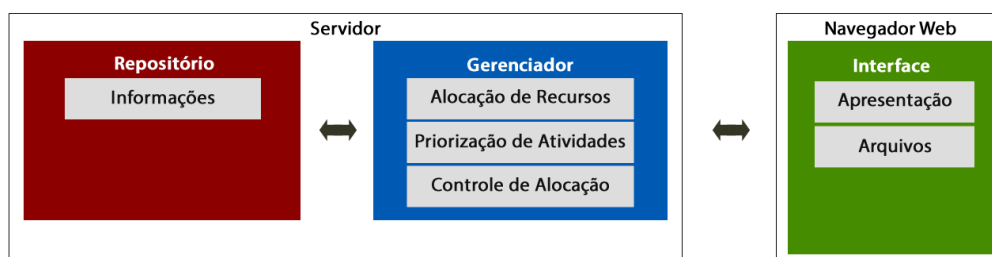 Servidor
Repositório
Informações
Gerenciador
Alocação de Recursos
Priorização de Atividades
Controle de Alocação
Navegador Web
Interface
Apresentação
Arquivos